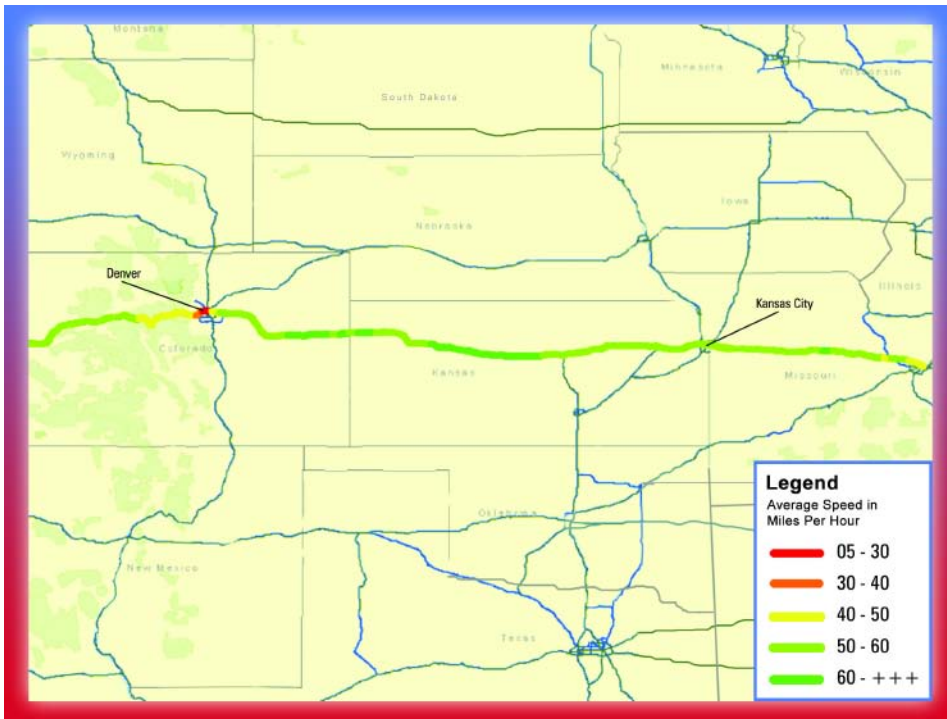 Montana
Minnesota
Wisconsin
South Dakota
Wyoming
Iowa
Nebraska
Denver
Illinois
Kansas City
Colorado
Kansas
Missouri
Legend
Average Speed in
Miles Per Hour
05 - 30
30 - 40
40 - 50
50 - 60
60 - +++
Oklahoma
New Mexico
Texas